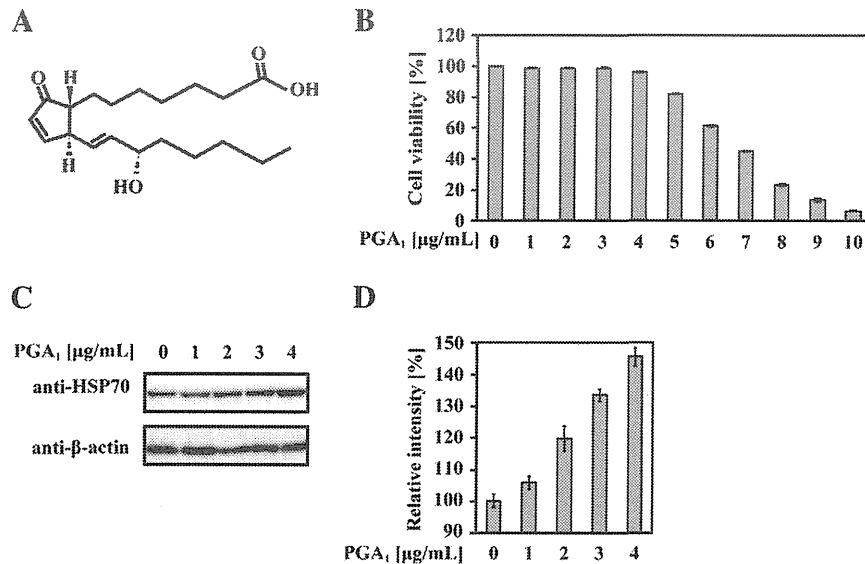 A
O
H
O
OH
H
HO
B
Cell viability [%]
120
100
80
60
40
20
0
PGA₁ [μg/mL] 0 1 2 3 4 5 6 7 8 9 10
C
PGA₁ [μg/mL] 0 1 2 3 4
anti-HSP70
anti-β-actin
D
Relative intensity [%]
150
140
130
120
110
100
90
PGA₁ [μg/mL] 0 1 2 3 4